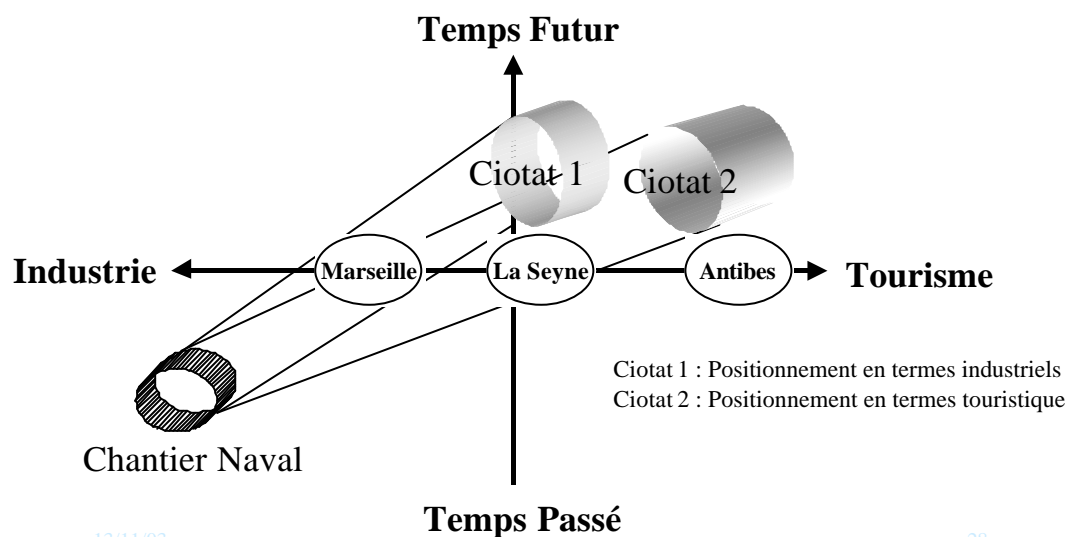 Temps Futur
Ciotat 1
Ciotat 2
Industrie
Marseille
La Seyne
Antibes
Tourisme
Ciotat 1 : Positionnement en termes industriels
Ciotat 2 : Positionnement en termes touristique
Chantier Naval
Temps Passé